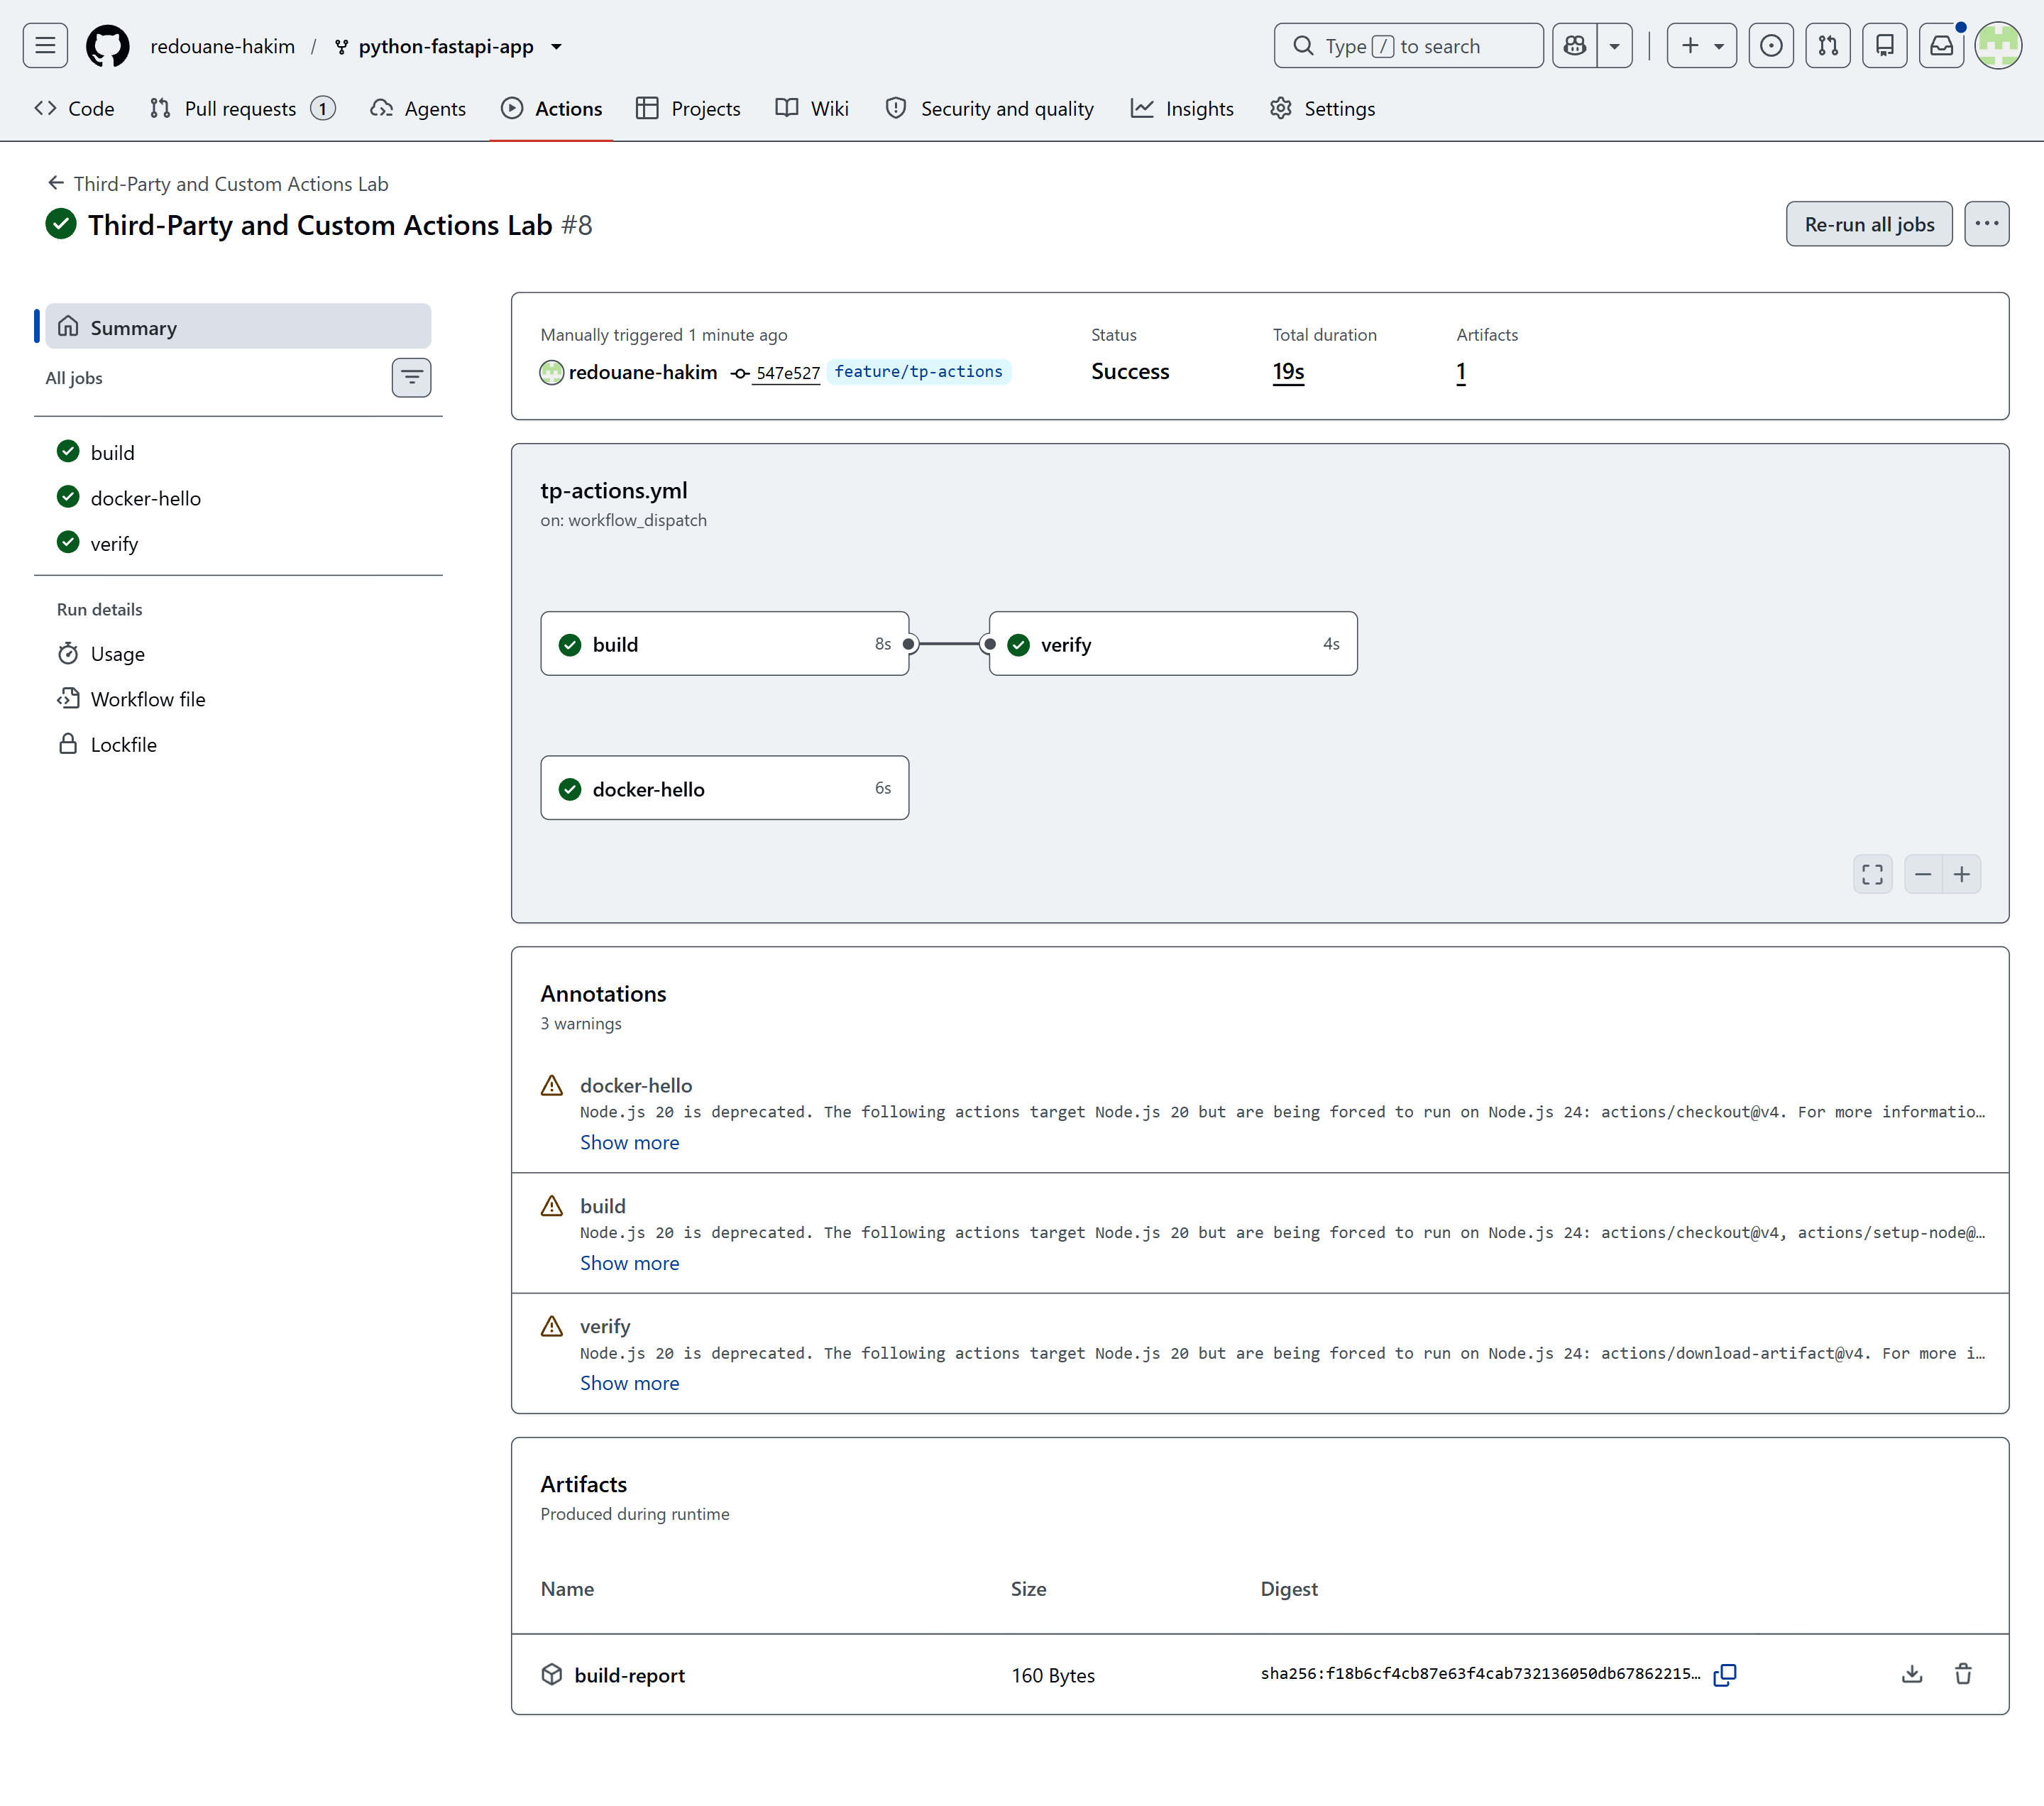 redouane-hakim / python-fastapi-app
Type / to search
Code
Pull requests 1
Agents
Actions
Projects
Wiki
Security and quality
Insights
Settings
Third-Party and Custom Actions Lab
Third-Party and Custom Actions Lab #8
Re-run all jobs
Summary
All jobs
build
docker-hello
verify
Run details
Usage
Workflow file
Lockfile
Manually triggered 1 minute ago
redouane-hakim 547e527 feature/tp-actions
Status
Success
Total duration
19s
Artifacts
1
tp-actions.yml
on: workflow_dispatch
build 8s
verify 4s
docker-hello 6s
Annotations
3 warnings
docker-hello
Node.js 20 is deprecated. The following actions target Node.js 20 but are being forced to run on Node.js 24: actions/checkout@v4. For more informatio…
Show more
build
Node.js 20 is deprecated. The following actions target Node.js 20 but are being forced to run on Node.js 24: actions/checkout@v4, actions/setup-node@…
Show more
verify
Node.js 20 is deprecated. The following actions target Node.js 20 but are being forced to run on Node.js 24: actions/download-artifact@v4. For more i…
Show more
Artifacts
Produced during runtime
Name Size Digest
build-report 160 Bytes sha256:f18b6cf4cb87e63f4cab732136050db67862215…